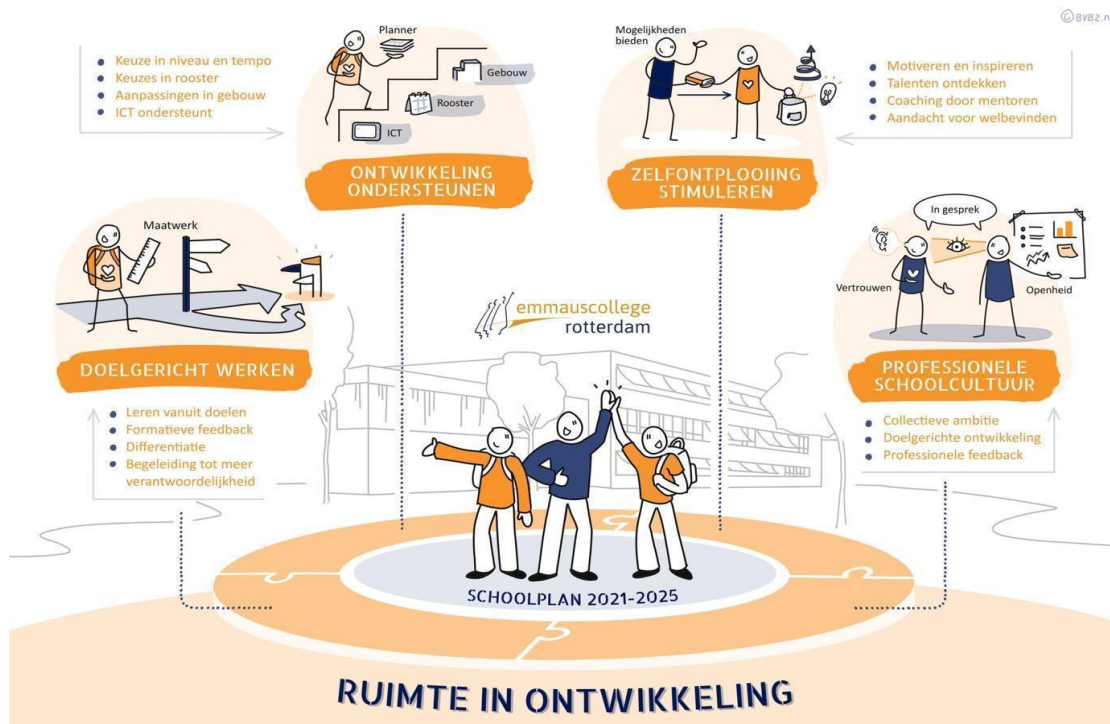 ©BVBZ.n
Keuze in niveau en tempo
Keuzes in rooster
Aanpassingen in gebouw
ICT ondersteunt
Planner
Gebouw
Rooster
ICT
ONTWIKKELING
ONDERSTEUNEN
Mogelijkheden
bieden
ZELFONTPLOOIING
STIMULEREN
Motiveren en inspireren
Talenten ontdekken
Coaching door mentoren
Aandacht voor welbevinden
Maatwerk
DOELGERICHT WERKEN
Leren vanuit doelen
Formatieve feedback
Differentiatie
Begeleiding tot meer
verantwoordelijkheid
emmauscollege
rotterdam
In gesprek
Vertrouwen
Openheid
PROFESSIONELE
SCHOOLCULTUUR
Collectieve ambitie
Doelgerichte ontwikkeling
Professionele feedback
SCHOOLPLAN 2021-2025
RUIMTE IN ONTWIKKELING